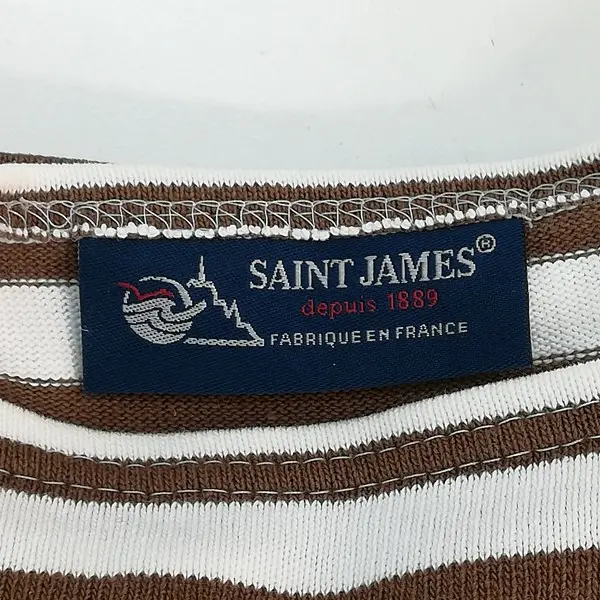 SAINT JAMES®
depuis 1889
FABRIQUE EN FRANCE